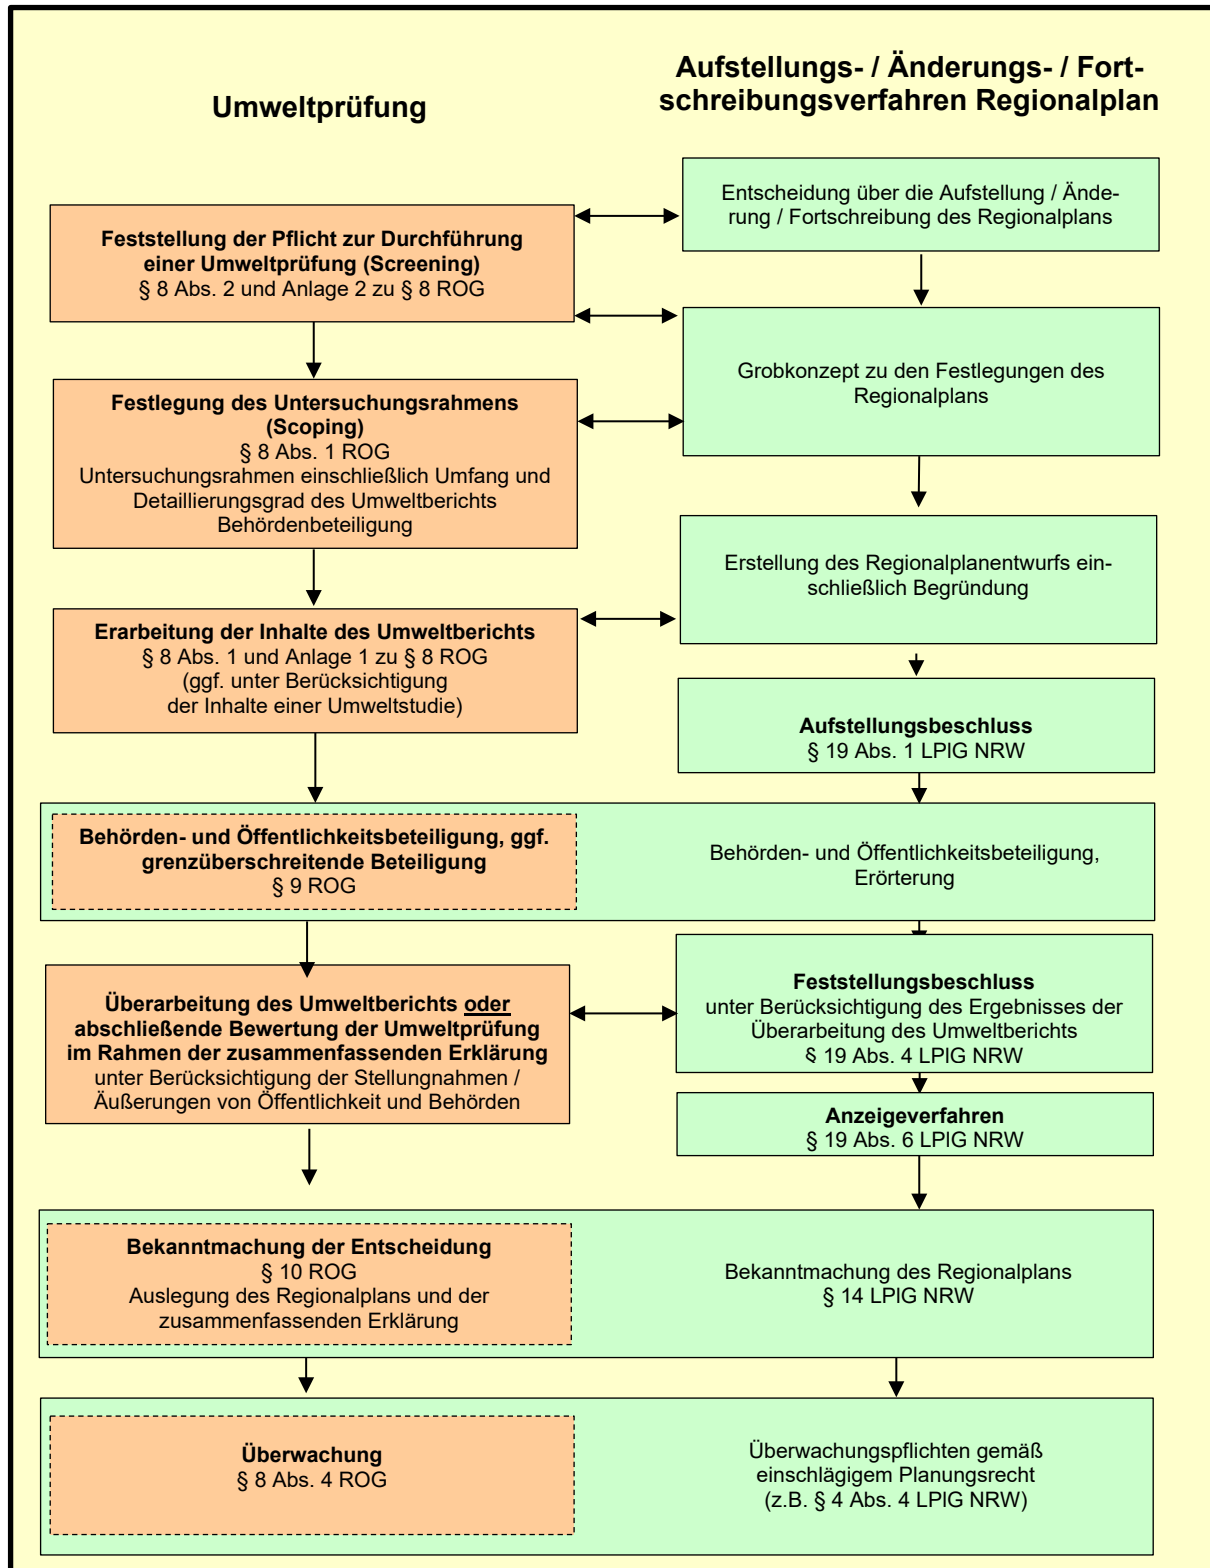 Umweltprüfung
Aufstellungs- / Änderungs- / Fort-
schreibungsverfahren Regionalplan
Entscheidung über die Aufstellung / Ände-
rung / Fortschreibung des Regionalplans
Feststellung der Pflicht zur Durchführung
einer Umweltprüfung (Screening)
§ 8 Abs. 2 und Anlage 2 zu § 8 ROG
Grobkonzept zu den Festlegungen des
Regionalplans
Festlegung des Untersuchungsrahmens
(Scoping)
§ 8 Abs. 1 ROG
Untersuchungsrahmen einschließlich Umfang und
Detaillierungsgrad des Umweltberichts
Behördenbeteiligung
Erstellung des Regionalplanentwurfs ein-
schließlich Begründung
Erarbeitung der Inhalte des Umweltberichts
§ 8 Abs. 1 und Anlage 1 zu § 8 ROG
(ggf. unter Berücksichtigung
der Inhalte einer Umweltstudie)
Aufstellungsbeschluss
§ 19 Abs. 1 LPlG NRW
Behörden- und Öffentlichkeitsbeteiligung, ggf.
grenzüberschreitende Beteiligung
§ 9 ROG
Behörden- und Öffentlichkeitsbeteiligung,
Erörterung
Überarbeitung des Umweltberichts oder
abschließende Bewertung der Umweltprüfung
im Rahmen der zusammenfassenden Erklärung
unter Berücksichtigung der Stellungnahmen /
Äußerungen von Öffentlichkeit und Behörden
Feststellungsbeschluss
unter Berücksichtigung des Ergebnisses der
Überarbeitung des Umweltberichts
§ 19 Abs. 4 LPlG NRW
Anzeigeverfahren
§ 19 Abs. 6 LPlG NRW
Bekanntmachung der Entscheidung
§ 10 ROG
Auslegung des Regionalplans und der
zusammenfassenden Erklärung
Bekanntmachung des Regionalplans
§ 14 LPlG NRW
Überwachung
§ 8 Abs. 4 ROG
Überwachungspflichten gemäß
einschlägigem Planungsrecht
(z.B. § 4 Abs. 4 LPlG NRW)